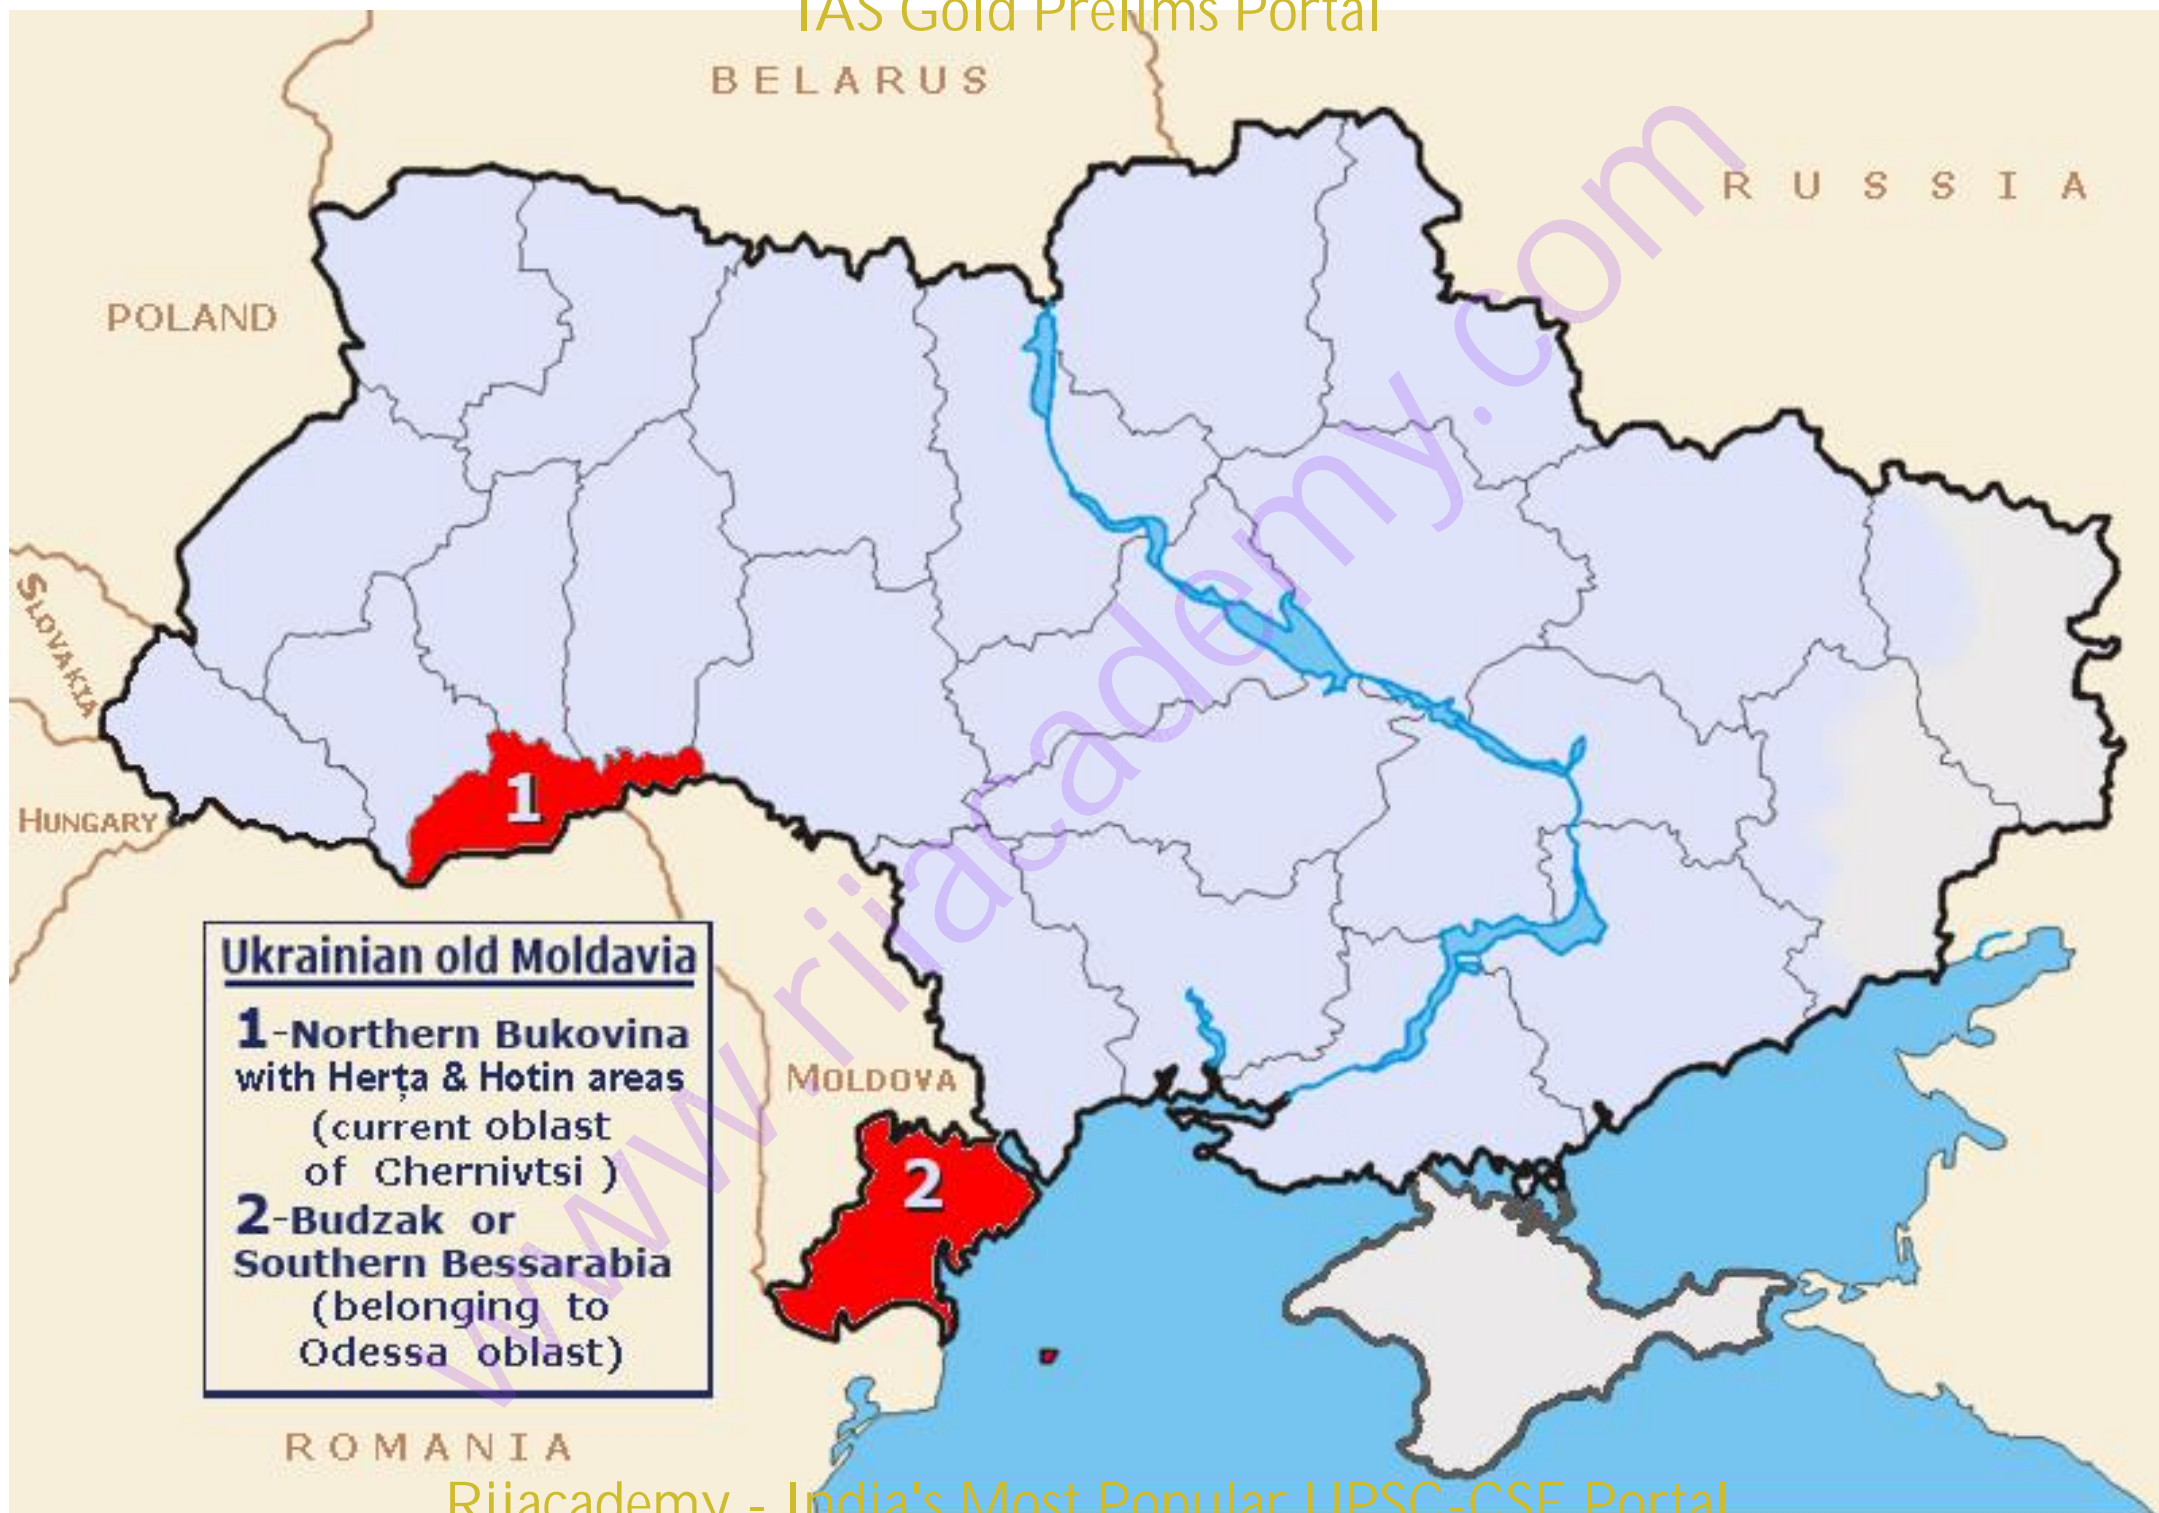 IAS Gold Prelims Portal
BELARUS
RUSSIA
POLAND
SLOVAKIA
HUNGARY
1
Ukrainian old Moldavia
1-Northern Bukovina
with Herța & Hotin areas
(current oblast
of Chernivtsi )
2-Budzak or
Southern Bessarabia
(belonging to
Odessa oblast)
MOLDOVA
2
ROMANIA
www.rijacademy.com
Rijacademy - India's Most Popular UPSC-CSE Portal